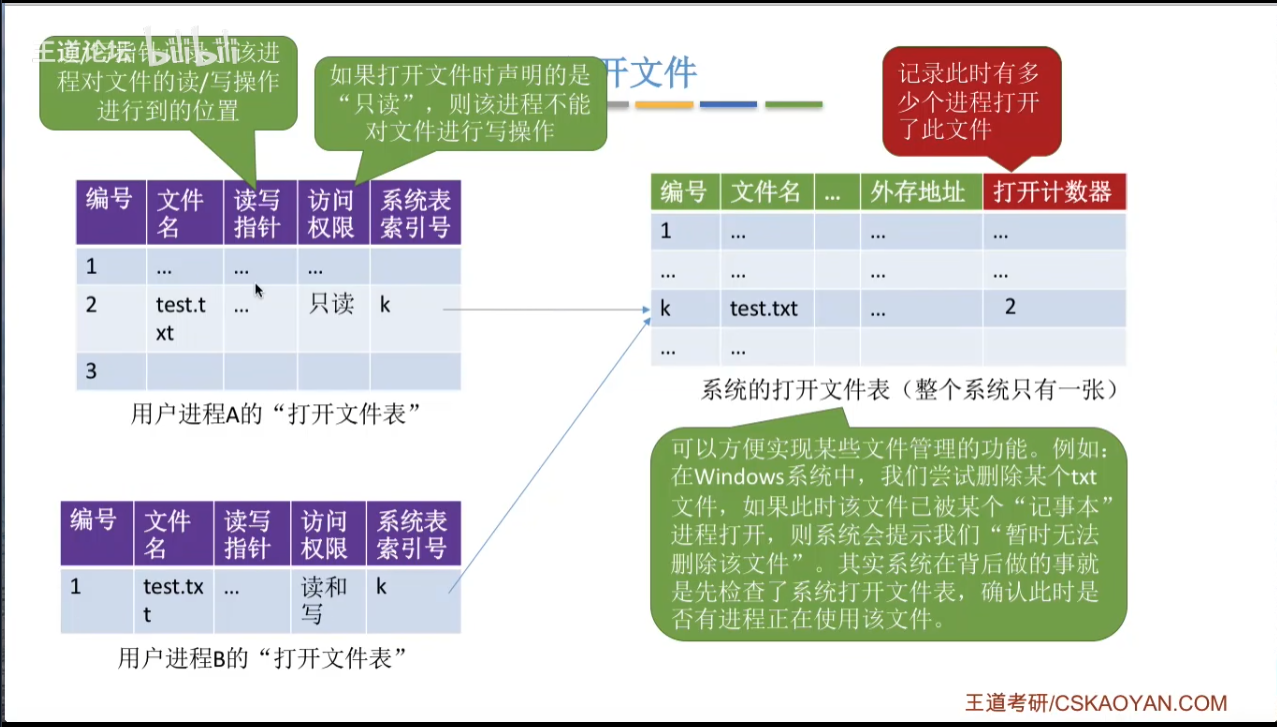 王道论坛 bilibili
指针记录了该进
程对文件的读/写操作
进行到的位置
如果打开文件时声明的是
“只读”，则该进程不能
对文件进行写操作
开文件
记录此时有多
少个进程打开
了此文件
编号 文件名 读写指针 访问权限 系统表索引号
1 … … …
2 test.txt … 只读 k
3
用户进程A的“打开文件表”
编号 文件名 … 外存地址 打开计数器
1 … … …
… … … …
k test.txt … 2
… …
系统的打开文件表（整个系统只有一张）
编号 文件名 读写指针 访问权限 系统表索引号
1 test.txt … 读和写 k
用户进程B的“打开文件表”
可以方便实现某些文件管理的功能。例如：
在Windows系统中，我们尝试删除某个txt
文件，如果此时该文件已被某个“记事本”
进程打开，则系统会提示我们“暂时无法
删除该文件”。其实系统在背后做的事就
是先检查了系统打开文件表，确认此时是
否有进程正在使用该文件。
王道考研/CSKAOYAN.COM